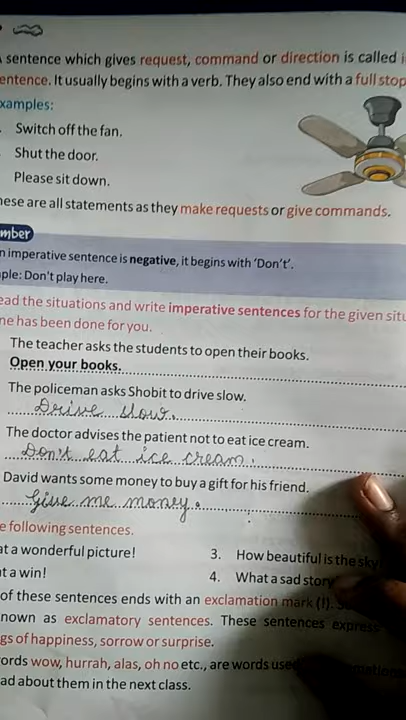 sentence which gives request, command or direction is called
entence. It usually begins with a verb. They also end with a full stop
xamples:
Switch off the fan.
Shut the door.
Please sit down.
ese are all statements as they make requests or give commands.
mber
n imperative sentence is negative, it begins with 'Don't'.
ple: Don't play here.
ead the situations and write imperative sentences for the given situ
ne has been done for you.
The teacher asks the students to open their books.
Open your books.
The policeman asks Shobit to drive slow.
Drive slow.
The doctor advises the patient not to eat ice cream.
Don't eat ice cream.
David wants some money to buy a gift for his friend.
Give me money.
e following sentences.
at a wonderful picture! 3. How beautiful is the sky
t a win! 4. What a sad story
of these sentences ends with an exclamation mark (!).
nown as exclamatory sentences. These sentences express
gs of happiness, sorrow or surprise.
ords wow, hurrah, alas, oh no etc., are words used
ad about them in the next class.